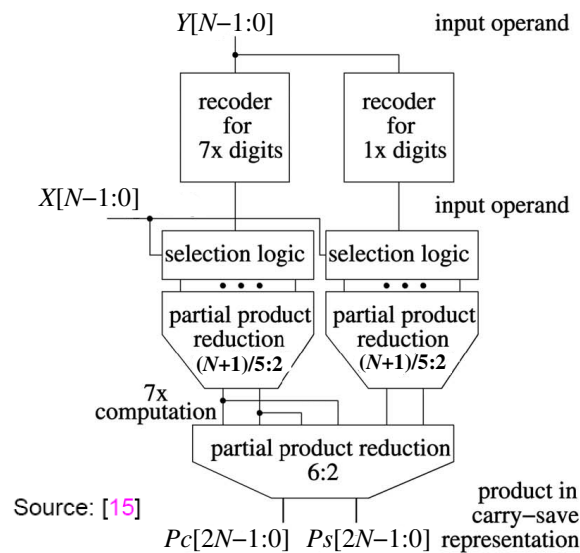 Y[N−1:0]
input operand
recoder
for
7x digits
recoder
for
1x digits
X[N−1:0]
input operand
selection logic
selection logic
partial product
reduction
(N+1)/5:2
partial product
reduction
(N+1)/5:2
7x
computation
partial product reduction
6:2
Source: [15]
product in
carry−save
representation
Pc[2N−1:0]
Ps[2N−1:0]